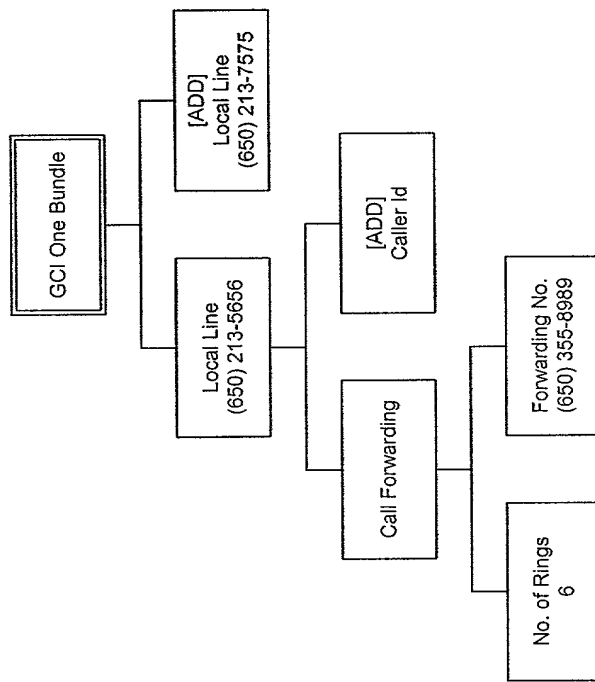 GCI One Bundle
Local Line
(650) 213-5656
[ADD]
Local Line
(650) 213-7575
Call Forwarding
[ADD]
Caller Id
No. of Rings
6
Forwarding No.
(650) 355-8989